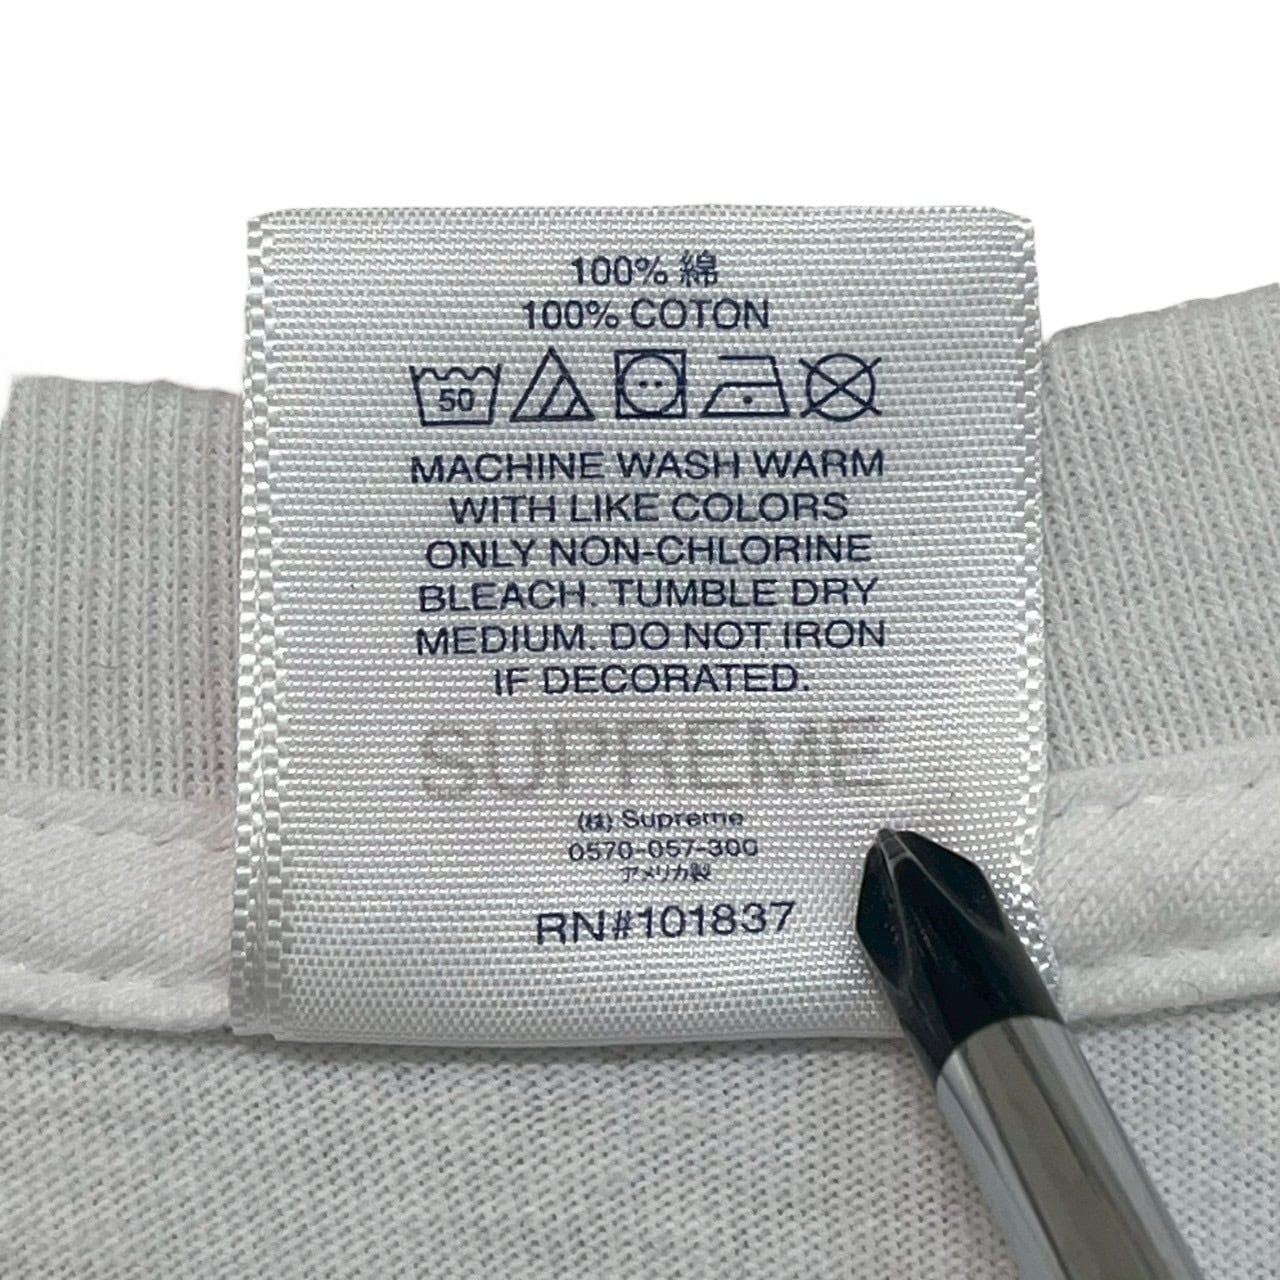 100% 綿
100% COTON
50
MACHINE WASH WARM
WITH LIKE COLORS
ONLY NON-CHLORINE
BLEACH. TUMBLE DRY
MEDIUM. DO NOT IRON
IF DECORATED.
SUPREME
(株) Supreme
0570-057-300
アメリカ製
RN#101837